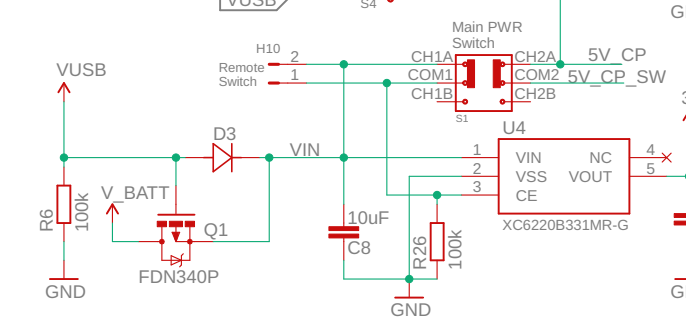 VUSB
S4
G
Main PWR
Switch
H10
2
1
Remote
Switch
CH1A
COM1
CH1B
CH2A
COM2
CH2B
5V_CP
5V_CP_SW
S1
VUSB
D3
VIN
U4
1
2
3
VIN
VSS
CE
NC
VOUT
4
5
XC6220B331MR-G
R6
100k
V_BATT
Q1
FDN340P
10uF
C8
R26
100k
GND
GND
G